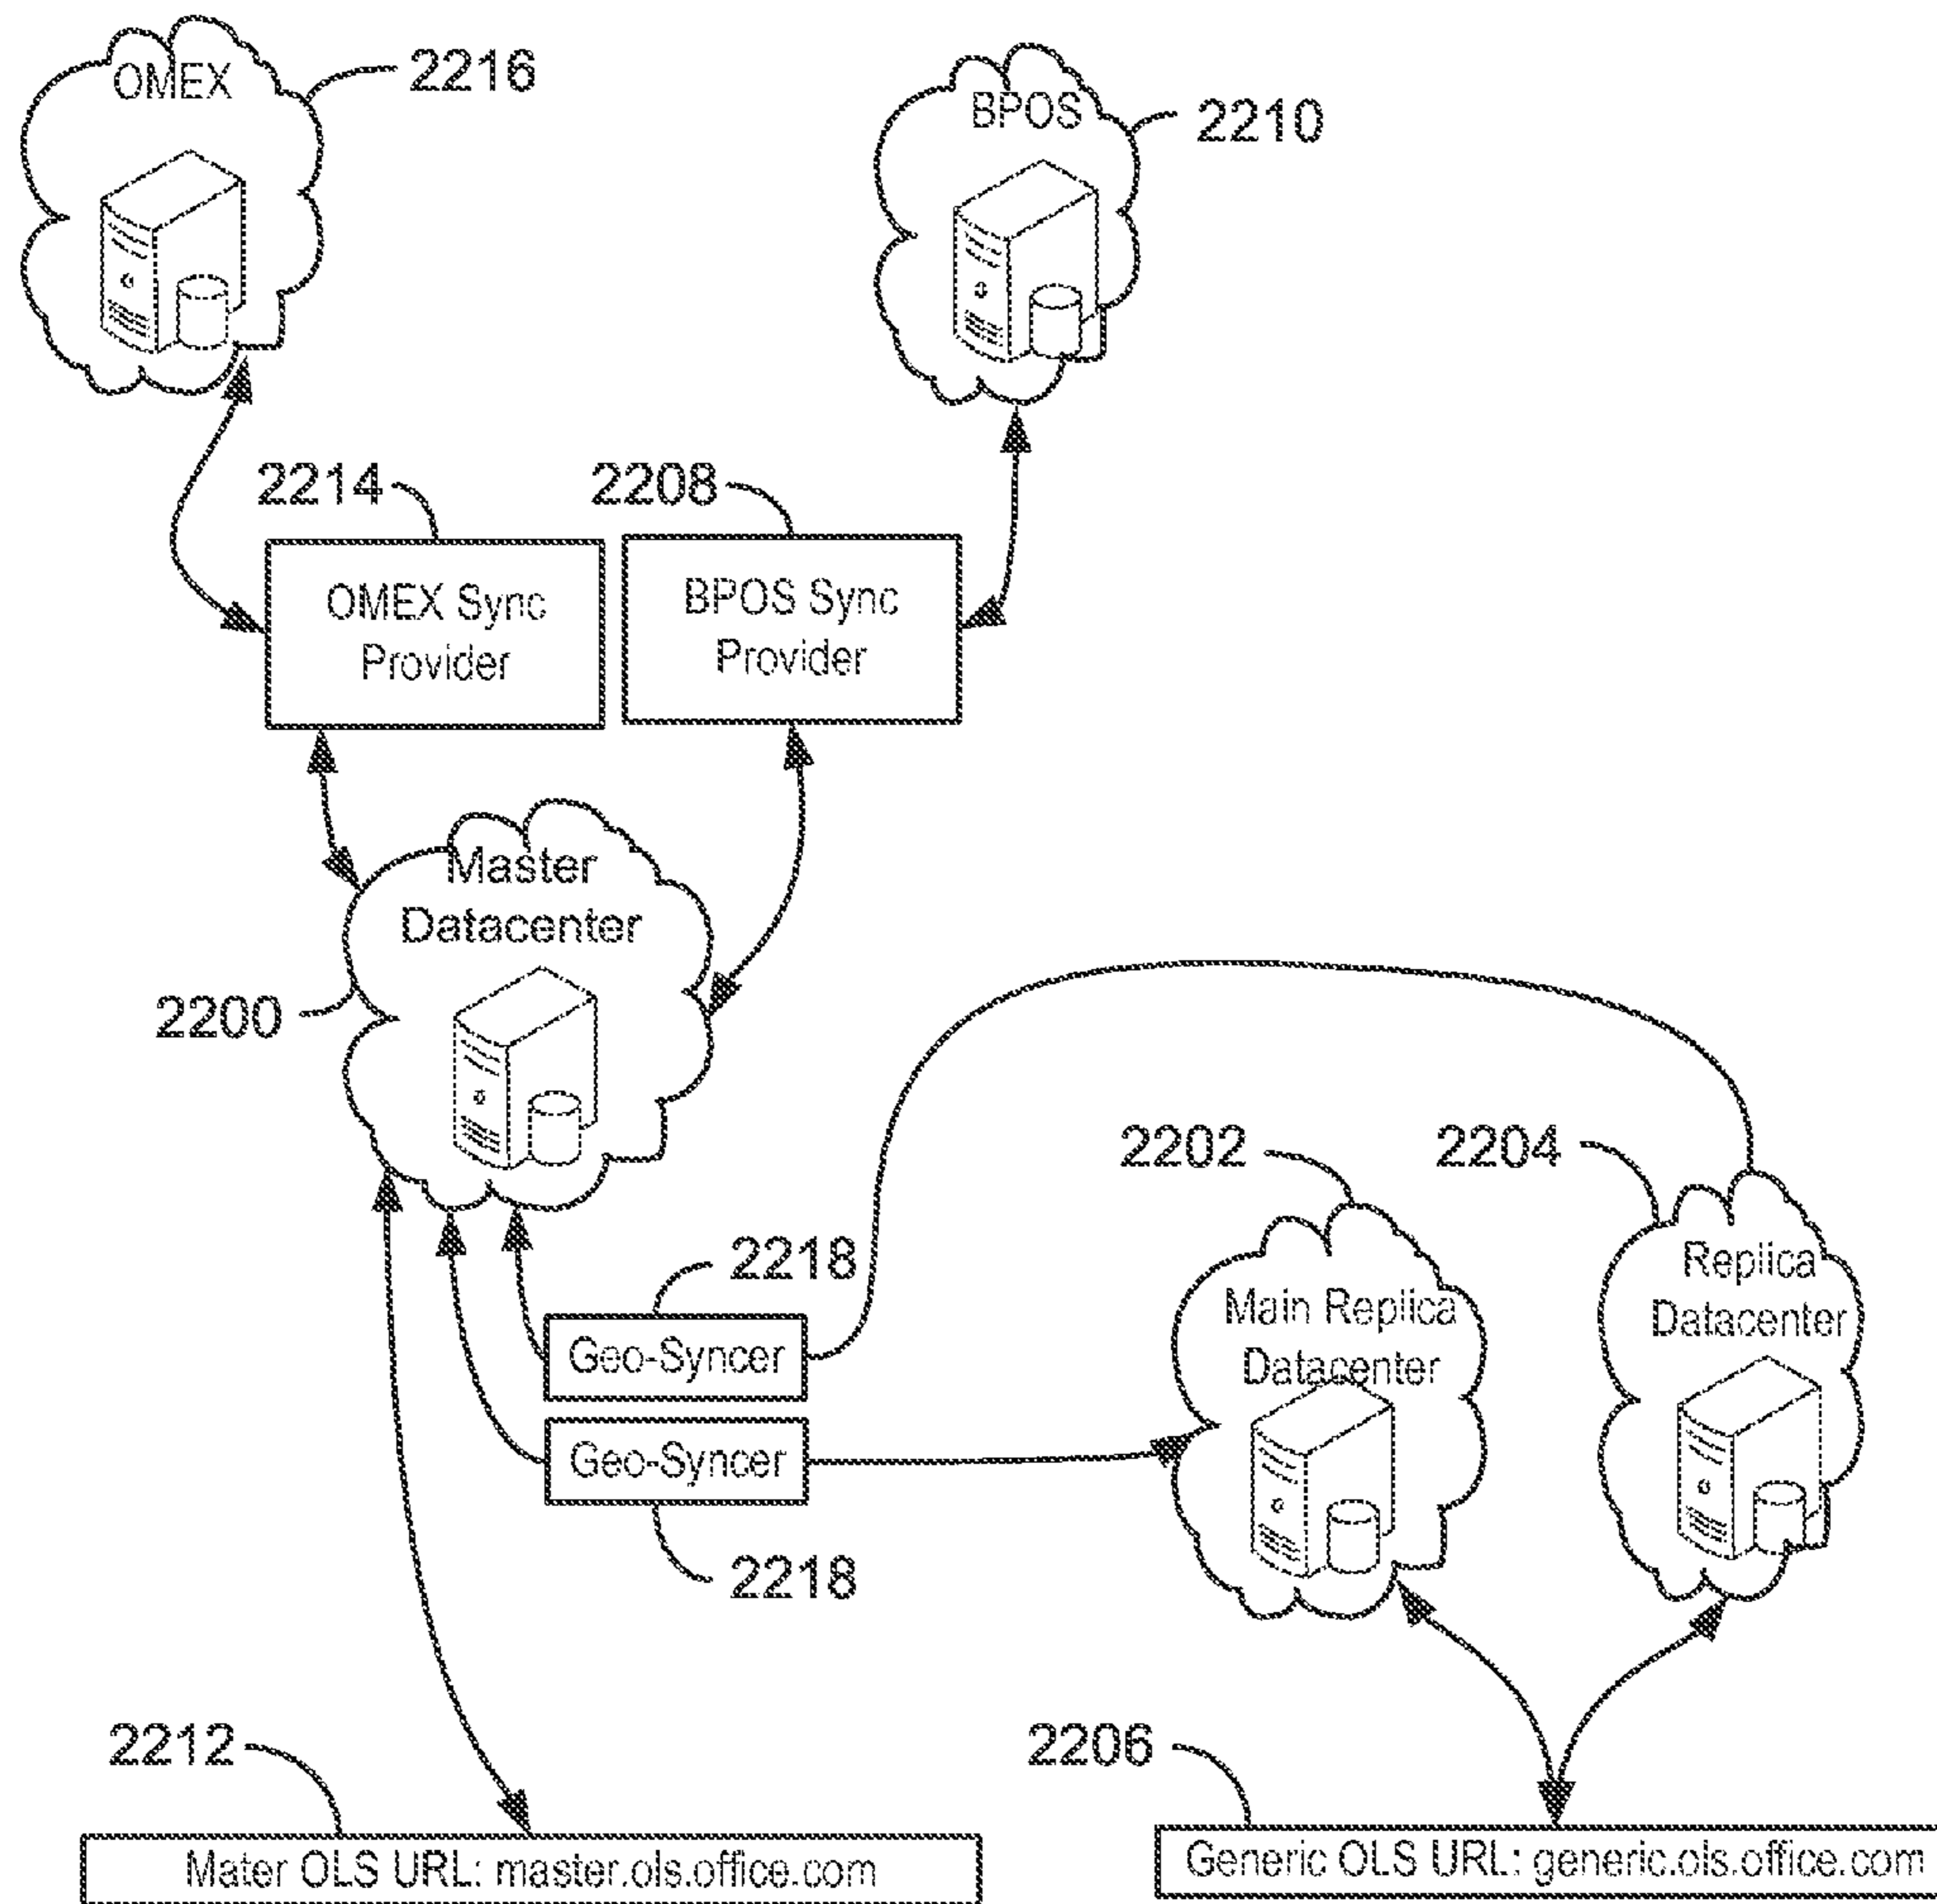 OMEX
2216
BPOS
2210
2214
2208
OMEX Sync
Provider
BPOS Sync
Provider
Master
Datacenter
2200
2202
2204
2218
Geo-Syncer
Geo-Syncer
2218
Main Replica
Datacenter
Replica
Datacenter
2212
2206
Mater OLS URL: master.ols.office.com
Generic OLS URL: generic.ols.office.com